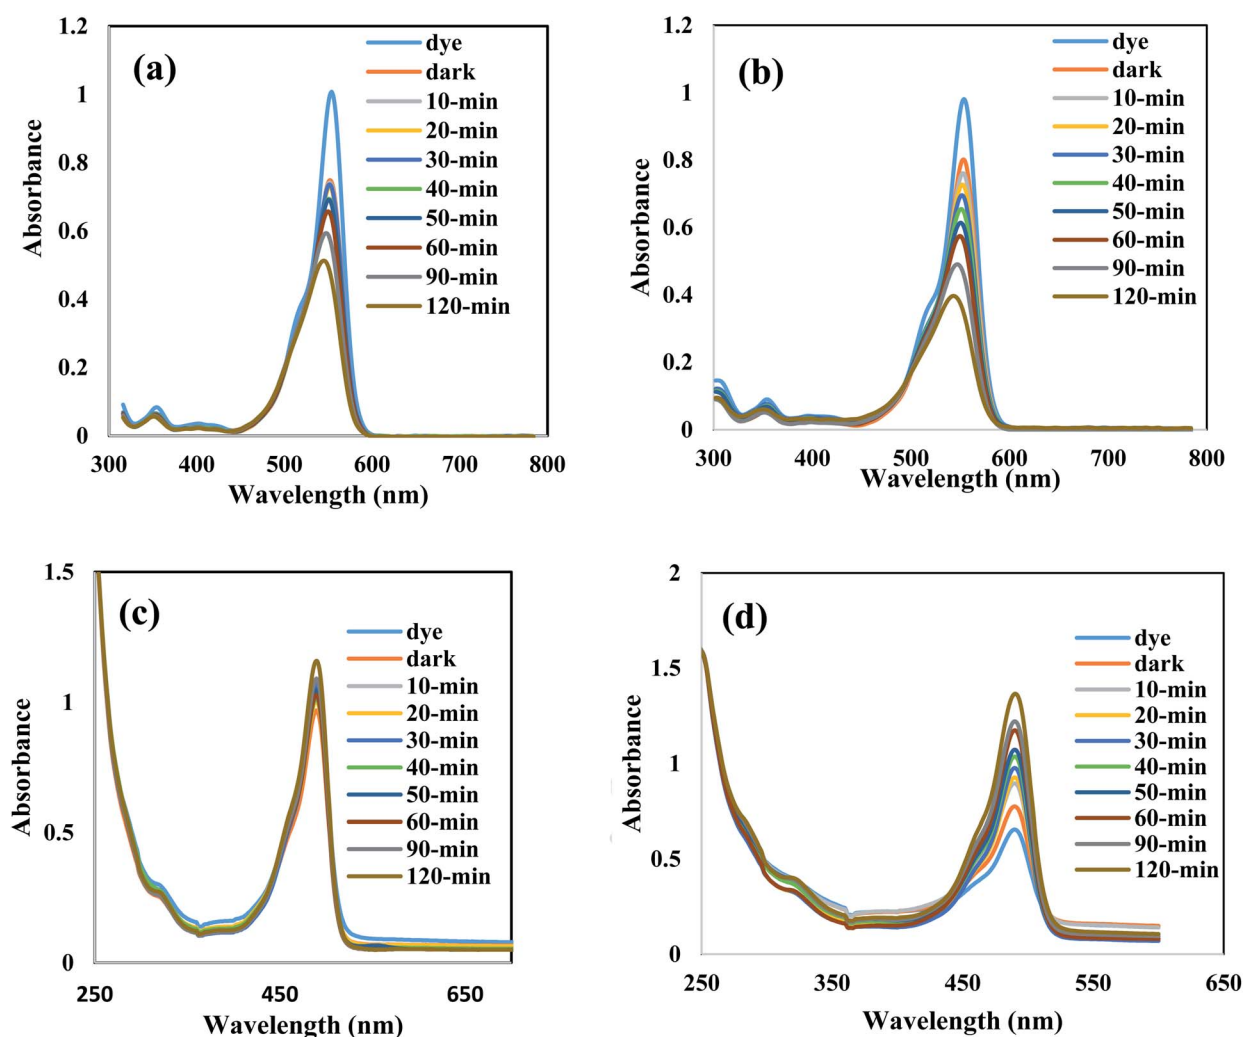 (a)
1.2
1
0.8
0.6
0.4
0.2
0
Absorbance
300 400 500 600 700 800
Wavelength (nm)
dye
dark
10-min
20-min
30-min
40-min
50-min
60-min
90-min
120-min
(b)
1.2
1
0.8
0.6
0.4
0.2
0
Absorbance
300 400 500 600 700 800
Wavelength (nm)
dye
dark
10-min
20-min
30-min
40-min
50-min
60-min
90-min
120-min
(c)
1.5
1
0.5
0
Absorbance
250 450 650
Wavelength (nm)
dye
dark
10-min
20-min
30-min
40-min
50-min
60-min
90-min
120-min
(d)
2
1.5
1
0.5
0
Absorbance
250 350 450 550 650
Wavelength (nm)
dye
dark
10-min
20-min
30-min
40-min
50-min
60-min
90-min
120-min